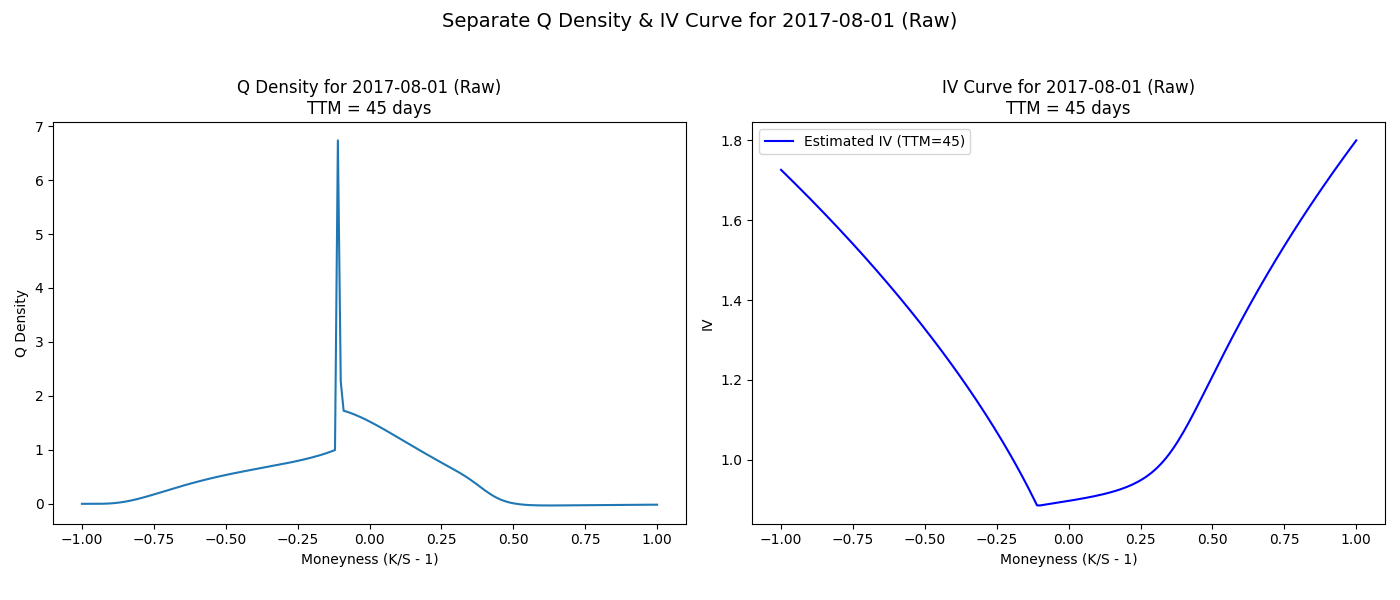 Separate Q Density & IV Curve for 2017-08-01 (Raw)
Q Density for 2017-08-01 (Raw)
TTM = 45 days
7
6
5
4
3
2
1
0
Q Density
−1.00 −0.75 −0.50 −0.25 0.00 0.25 0.50 0.75 1.00
Moneyness (K/S - 1)
IV Curve for 2017-08-01 (Raw)
TTM = 45 days
Estimated IV (TTM=45)
1.8
1.6
1.4
1.2
1.0
IV
−1.00 −0.75 −0.50 −0.25 0.00 0.25 0.50 0.75 1.00
Moneyness (K/S - 1)